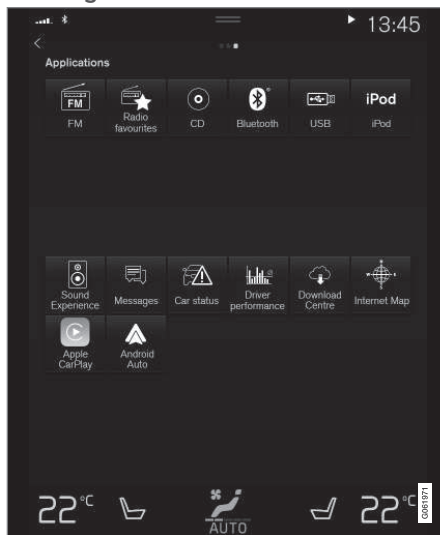 13:45
Applications
FM
FM
Radio
favourites
CD
Bluetooth
USB
iPod
iPod
Sound
Experience
Messages
Car status
Driver
performance
Download
Centre
Internet Map
Apple
CarPlay
Android
Auto
22°C
AUTO
22°C
G061971